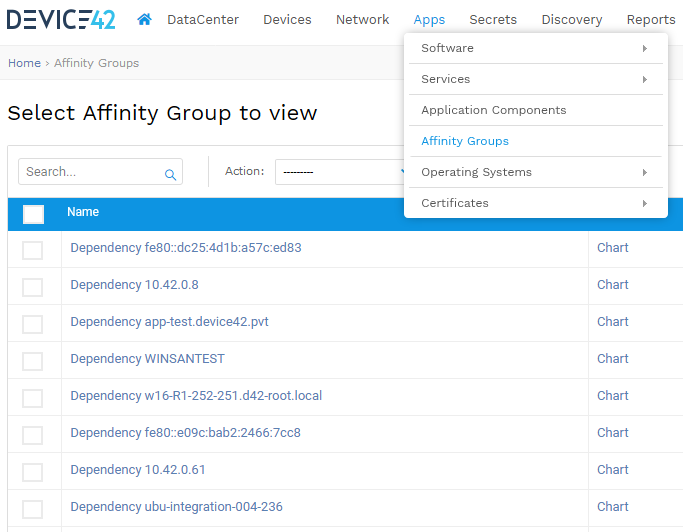 DEVICE42 DataCenter Devices Network Apps Secrets Discovery Reports
Home › Affinity Groups
Software
Services
Application Components
Affinity Groups
Operating Systems
Certificates
Select Affinity Group to view
Search... Action: ---------
Name
Dependency fe80::dc25:4d1b:a57c:ed83 Chart
Dependency 10.42.0.8 Chart
Dependency app-test.device42.pvt Chart
Dependency WINSANTEST Chart
Dependency w16-R1-252-251.d42-root.local Chart
Dependency fe80::e09c:bab2:2466:7cc8 Chart
Dependency 10.42.0.61 Chart
Dependency ubu-integration-004-236 Chart